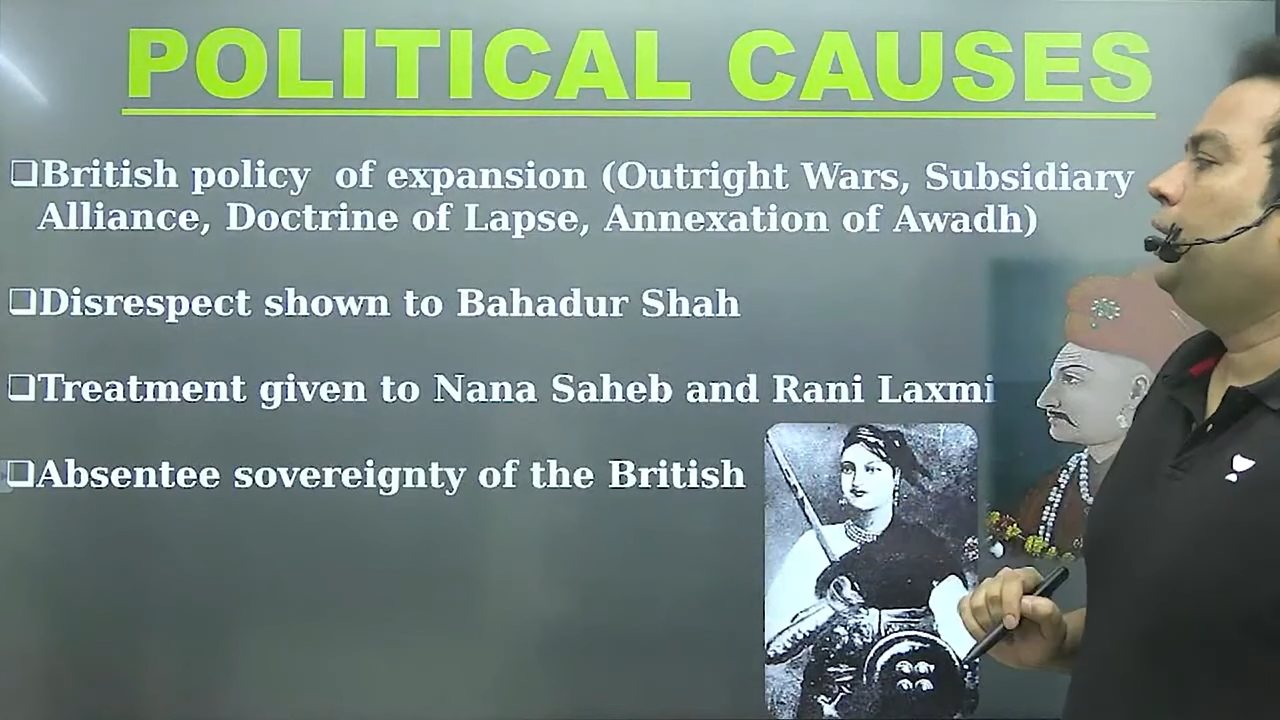 POLITICAL CAUSES
❑British policy of expansion (Outright Wars, Subsidiary
Alliance, Doctrine of Lapse, Annexation of Awadh)
❑Disrespect shown to Bahadur Shah
❑Treatment given to Nana Saheb and Rani Laxmi
❑Absentee sovereignty of the British